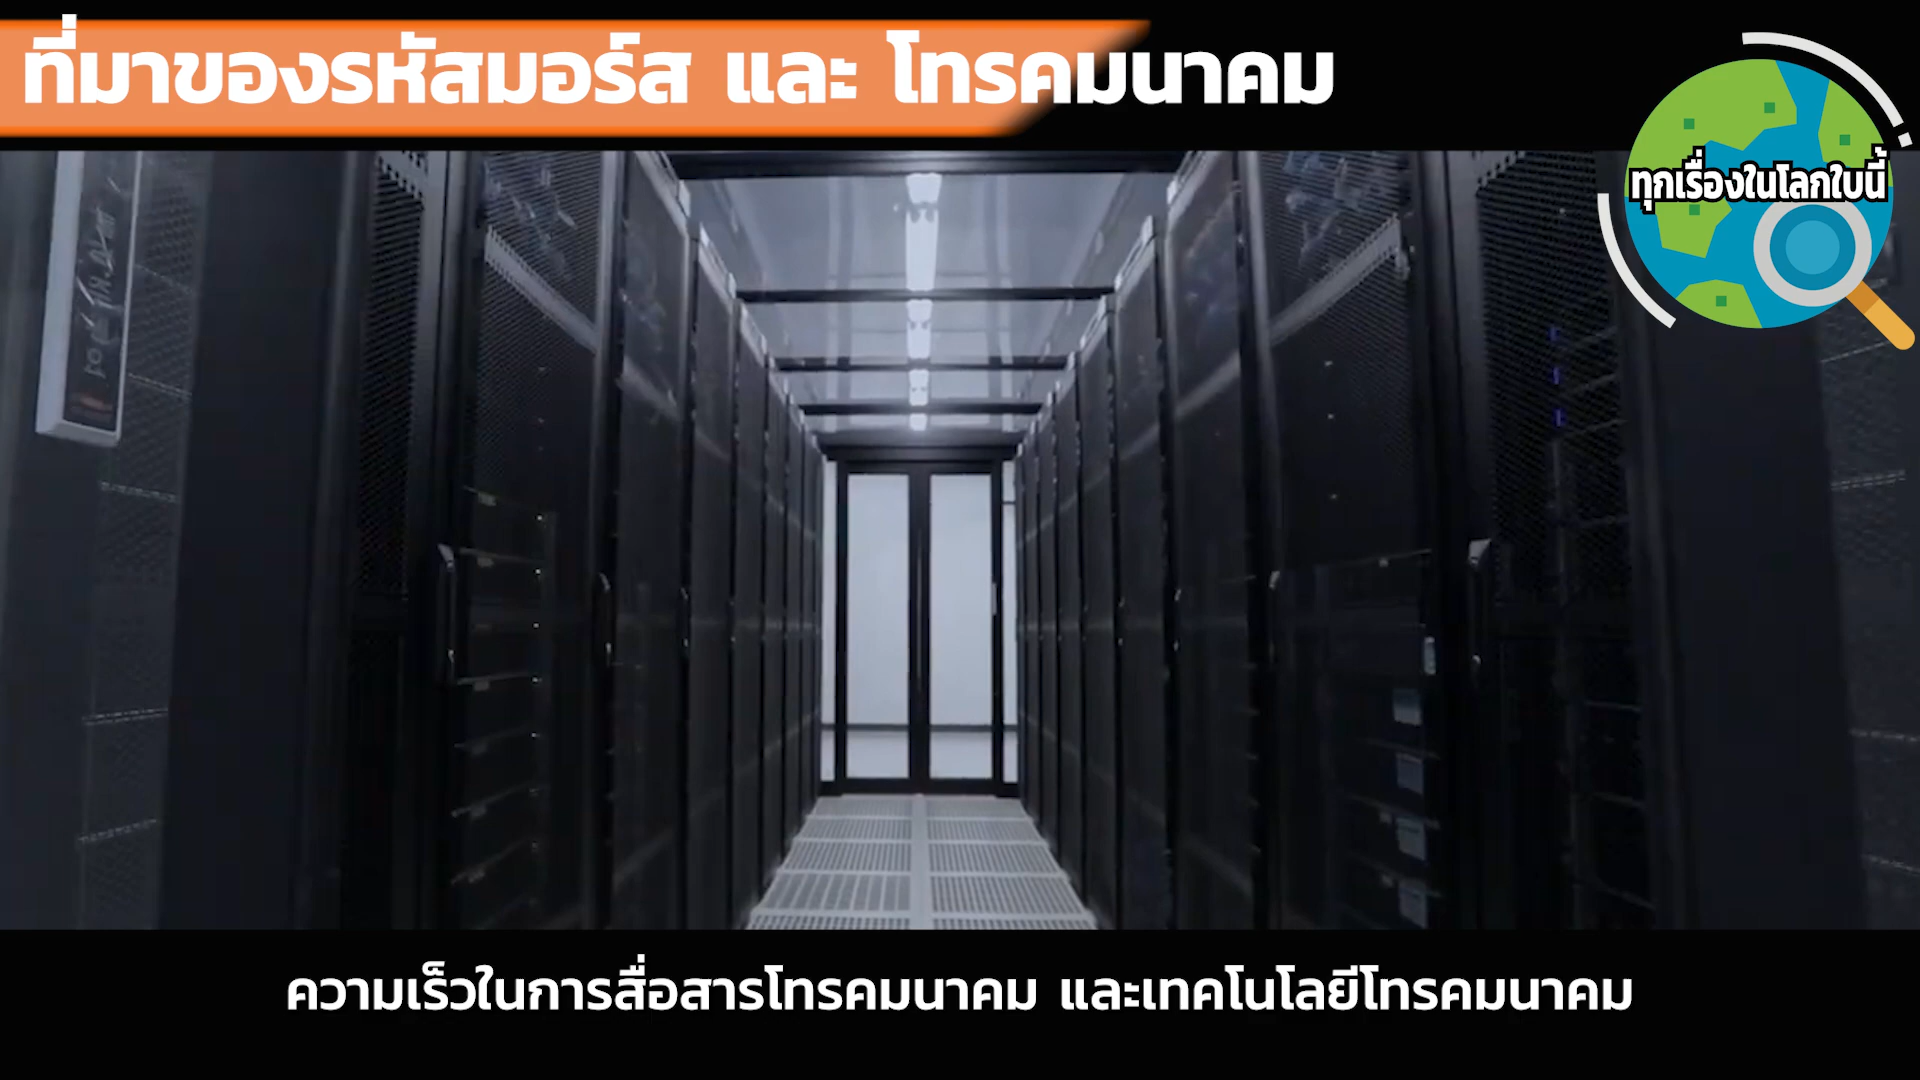 ที่มาของรหัสมอร์ส และ โทรคมนาคม
ทุกเรื่องในโลกใบนี้
ความเร็วในการสื่อสารโทรคมนาคม และเทคโนโลยีโทรคมนาคม